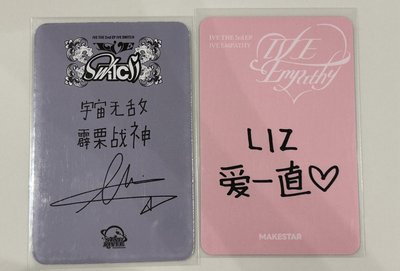 IVE THE 2nd EP IVE SWITCH
IVE
SWITCH
宇宙无敌
霹栗战神
IVE THE 3rd EP
IVE EMPATHY
IVE
Empathy
LIZ
爱一直♡
MAKESTAR